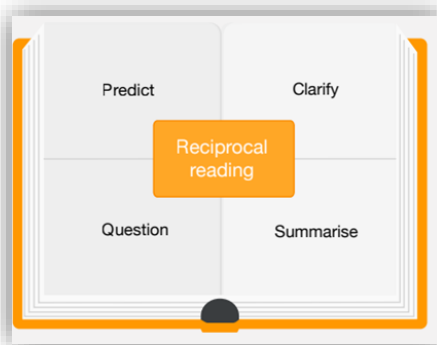 Predict
Clarify
Reciprocal
reading
Question
Summarise